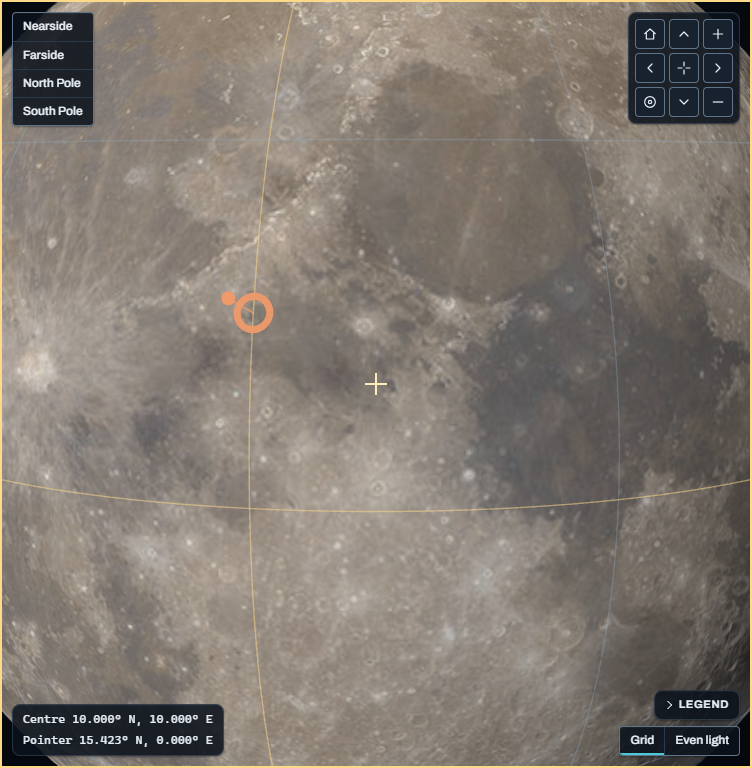 Nearside
Farside
North Pole
South Pole
LEGEND
Centre 10.000° N, 10.000° E
Pointer 15.423° N, 0.000° E
Grid
Even light